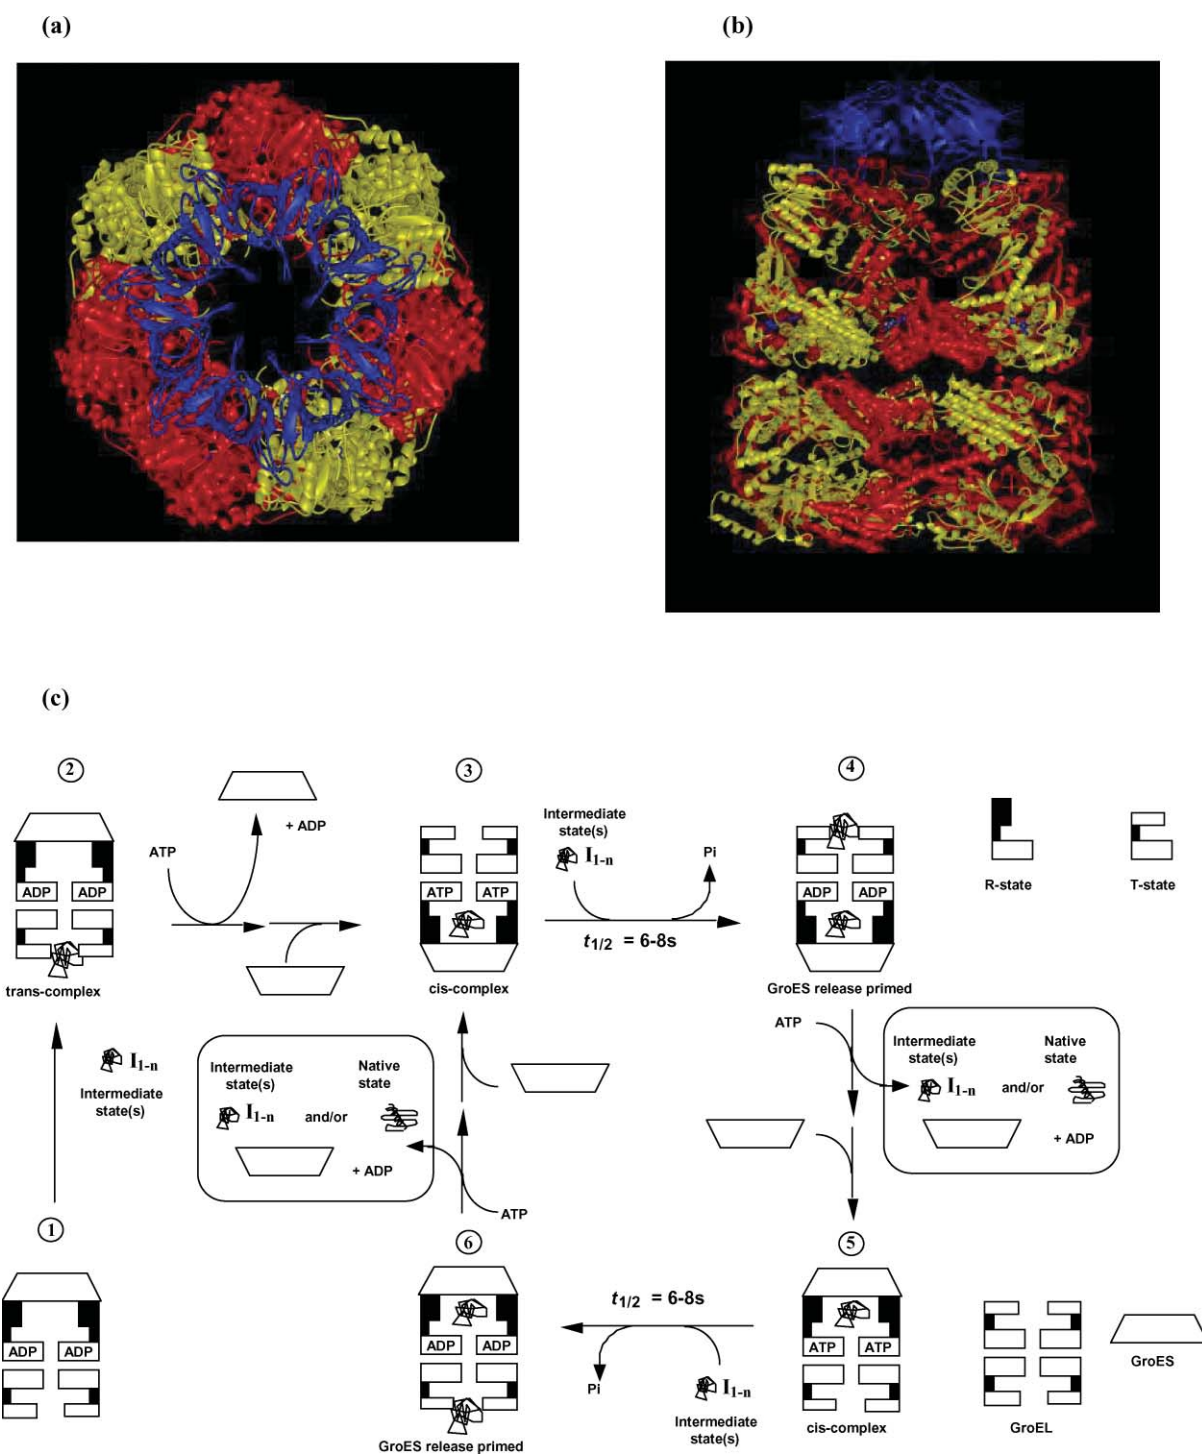 (a)
(b)
(c)
2
3
4
+ ADP
ATP
ADP ADP
trans-complex
ATP ATP
cis-complex
Intermediate
state(s)
I1-n
Pi
t1/2 = 6-8s
ADP ADP
GroES release primed
R-state
T-state
I1-n
Intermediate
state(s)
Intermediate
state(s)
I1-n
and/or
Native
state
+ ADP
ATP
ATP
Intermediate
state(s)
I1-n
and/or
Native
state
+ ADP
1
ADP ADP
6
ADP ADP
GroES release primed
t1/2 = 6-8s
Pi
I1-n
Intermediate
state(s)
5
ATP ATP
cis-complex
GroEL
GroES